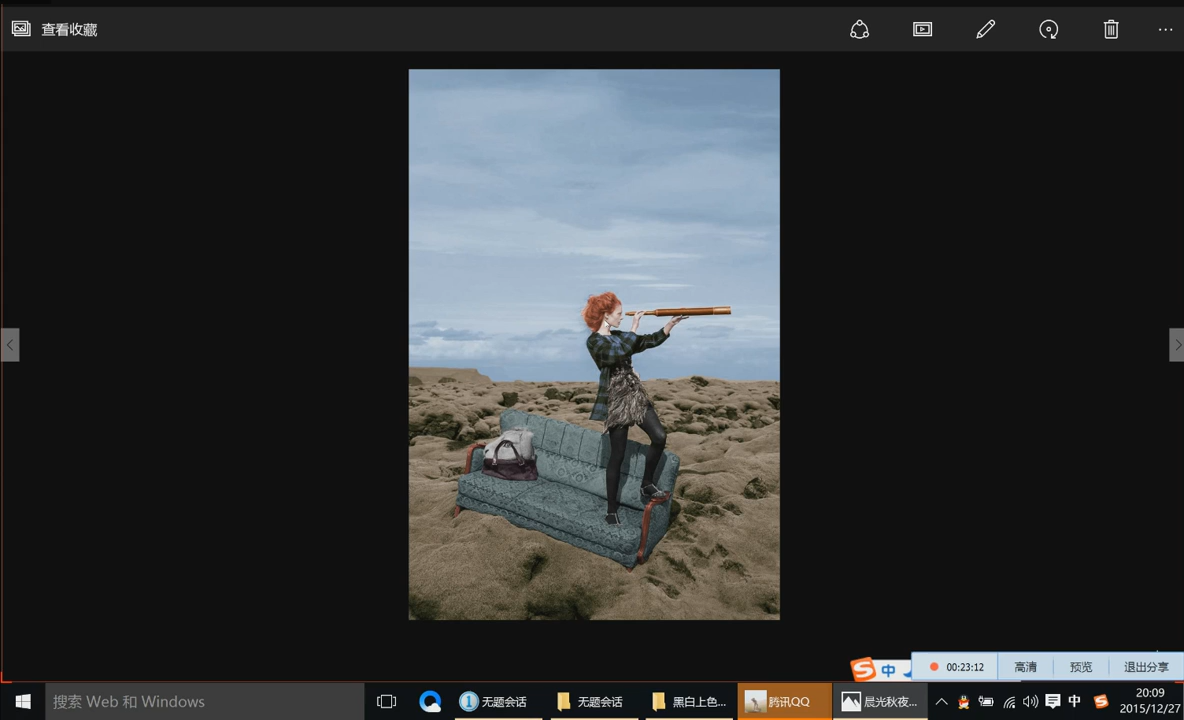 查看收藏
中
00:23:12
高清
预览
退出分享
搜索 Web 和 Windows
无题会话
无题会话
黑白上色...
腾讯QQ
晨光秋夜...
中
20:09
2015/12/27